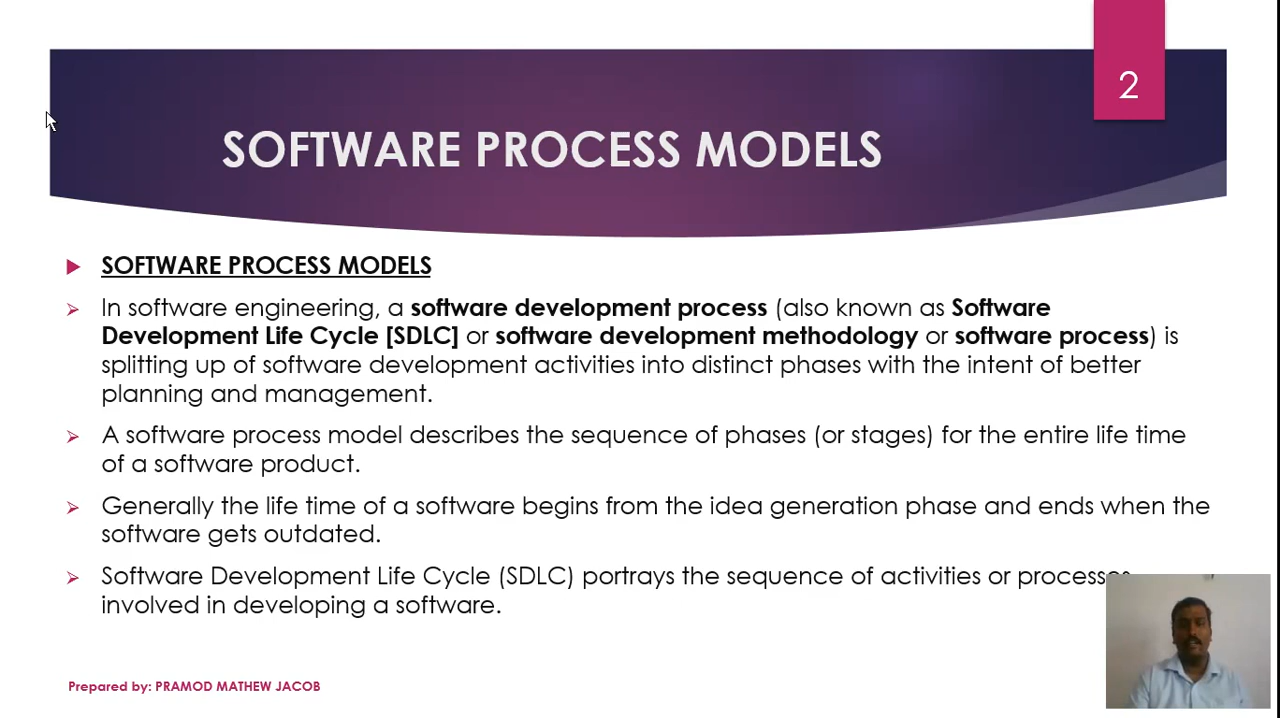 2
SOFTWARE PROCESS MODELS
SOFTWARE PROCESS MODELS
In software engineering, a software development process (also known as Software
Development Life Cycle [SDLC] or software development methodology or software process) is
splitting up of software development activities into distinct phases with the intent of better
planning and management.
A software process model describes the sequence of phases (or stages) for the entire life time
of a software product.
Generally the life time of a software begins from the idea generation phase and ends when the
software gets outdated.
Software Development Life Cycle (SDLC) portrays the sequence of activities or processes
involved in developing a software.
Prepared by: PRAMOD MATHEW JACOB